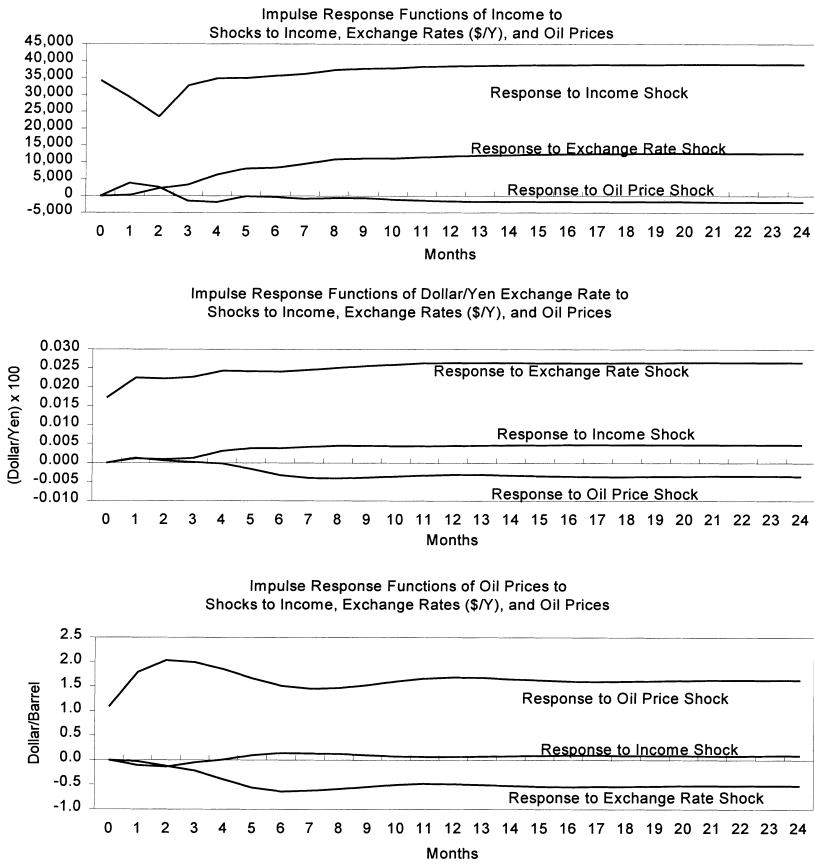 Impulse Response Functions of Income to
Shocks to Income, Exchange Rates ($/Y), and Oil Prices
45,000
40,000
35,000
30,000
25,000
20,000
15,000
10,000
5,000
0
-5,000
Response to Income Shock
Response to Exchange Rate Shock
Response to Oil Price Shock
0 1 2 3 4 5 6 7 8 9 10 11 12 13 14 15 16 17 18 19 20 21 22 23 24
Months
Impulse Response Functions of Dollar/Yen Exchange Rate to
Shocks to Income, Exchange Rates ($/Y), and Oil Prices
(Dollar/Yen) x 100
0.030
0.025
0.020
0.015
0.010
0.005
0.000
-0.005
-0.010
Response to Exchange Rate Shock
Response to Income Shock
Response to Oil Price Shock
0 1 2 3 4 5 6 7 8 9 10 11 12 13 14 15 16 17 18 19 20 21 22 23 24
Months
Impulse Response Functions of Oil Prices to
Shocks to Income, Exchange Rates ($/Y), and Oil Prices
Dollar/Barrel
2.5
2.0
1.5
1.0
0.5
0.0
-0.5
-1.0
Response to Oil Price Shock
Response to Income Shock
Response to Exchange Rate Shock
0 1 2 3 4 5 6 7 8 9 10 11 12 13 14 15 16 17 18 19 20 21 22 23 24
Months